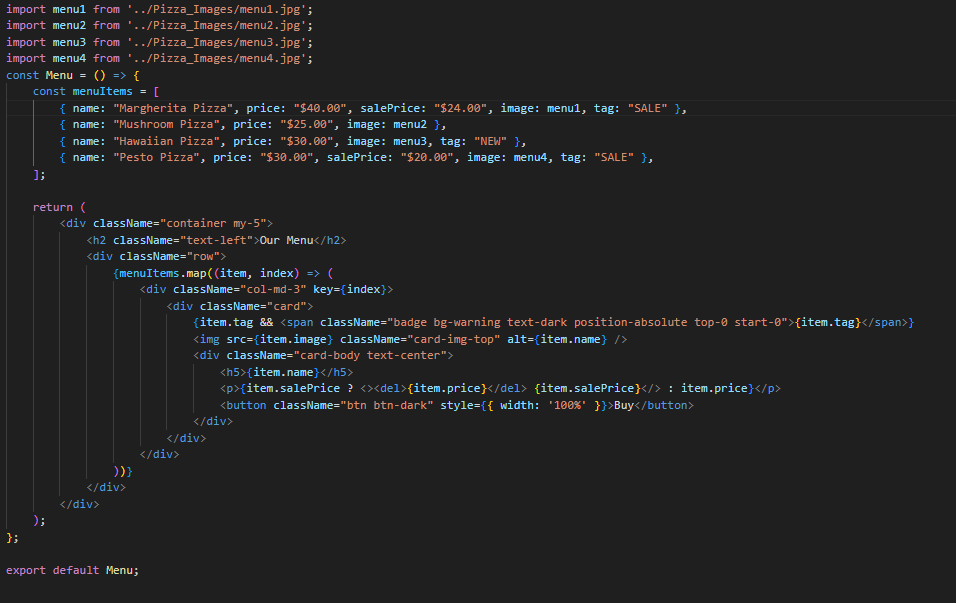 import menu1 from '../Pizza_Images/menu1.jpg';
import menu2 from '../Pizza_Images/menu2.jpg';
import menu3 from '../Pizza_Images/menu3.jpg';
import menu4 from '../Pizza_Images/menu4.jpg';
const Menu = () => {
    const menuItems = [
        { name: "Margherita Pizza", price: "$40.00", salePrice: "$24.00", image: menu1, tag: "SALE" },
        { name: "Mushroom Pizza", price: "$25.00", image: menu2 },
        { name: "Hawaiian Pizza", price: "$30.00", image: menu3, tag: "NEW" },
        { name: "Pesto Pizza", price: "$30.00", salePrice: "$20.00", image: menu4, tag: "SALE" },
    ];

    return (
        <div className="container my-5">
            <h2 className="text-left">Our Menu</h2>
            <div className="row">
                {menuItems.map((item, index) => (
                    <div className="col-md-3" key={index}>
                        <div className="card">
                            {item.tag && <span className="badge bg-warning text-dark position-absolute top-0 start-0">{item.tag}</span>}
                            <img src={item.image} className="card-img-top" alt={item.name} />
                            <div className="card-body text-center">
                                <h5>{item.name}</h5>
                                <p>{item.salePrice ? <><del>{item.price}</del> {item.salePrice}</> : item.price}</p>
                                <button className="btn btn-dark" style={{ width: '100%' }}>Buy</button>
                            </div>
                        </div>
                    </div>
                ))}
            </div>
        </div>
    );
};

export default Menu;